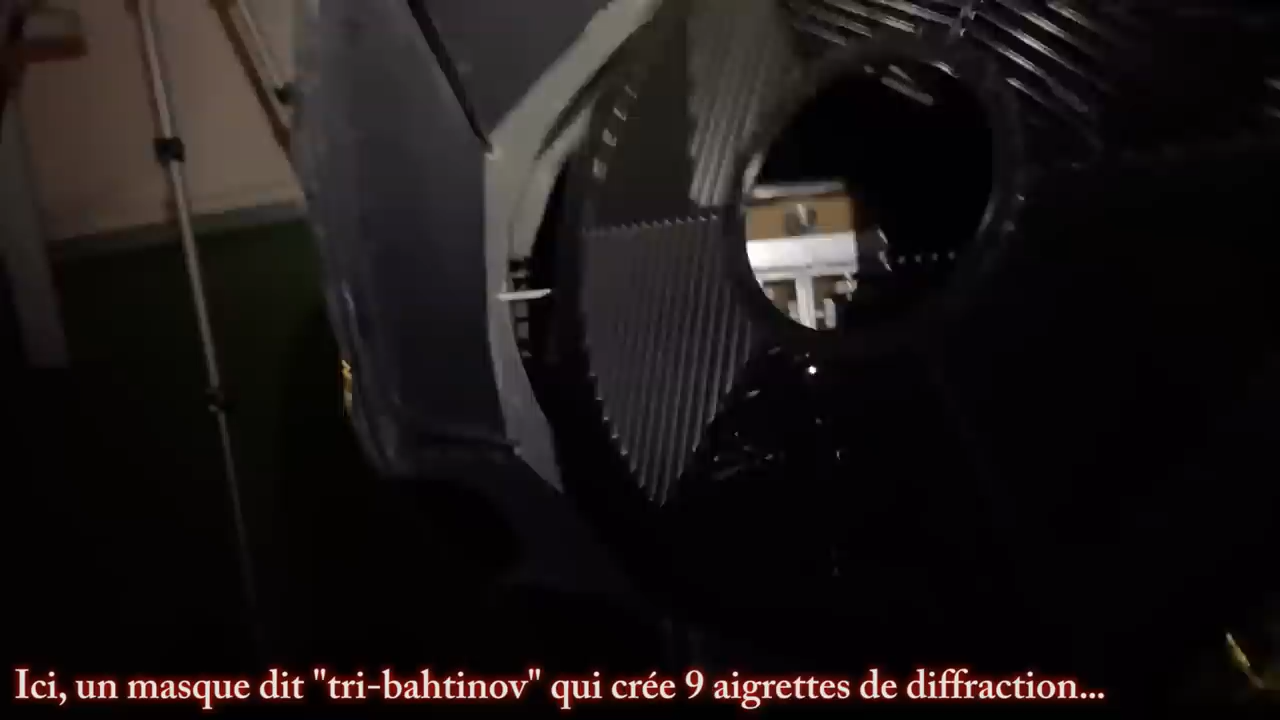 Ici, un masque dit "tri-bahtinov" qui crée 9 aigrettes de diffraction...